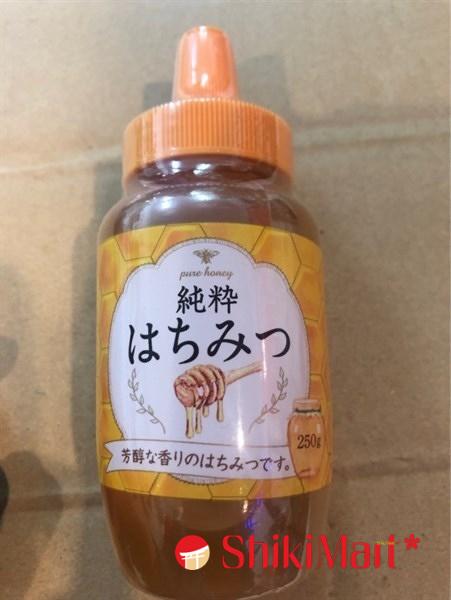 pure honey
純粋
はちみつ
250g
芳醇な香りのはちみつです。
ShikiMart*